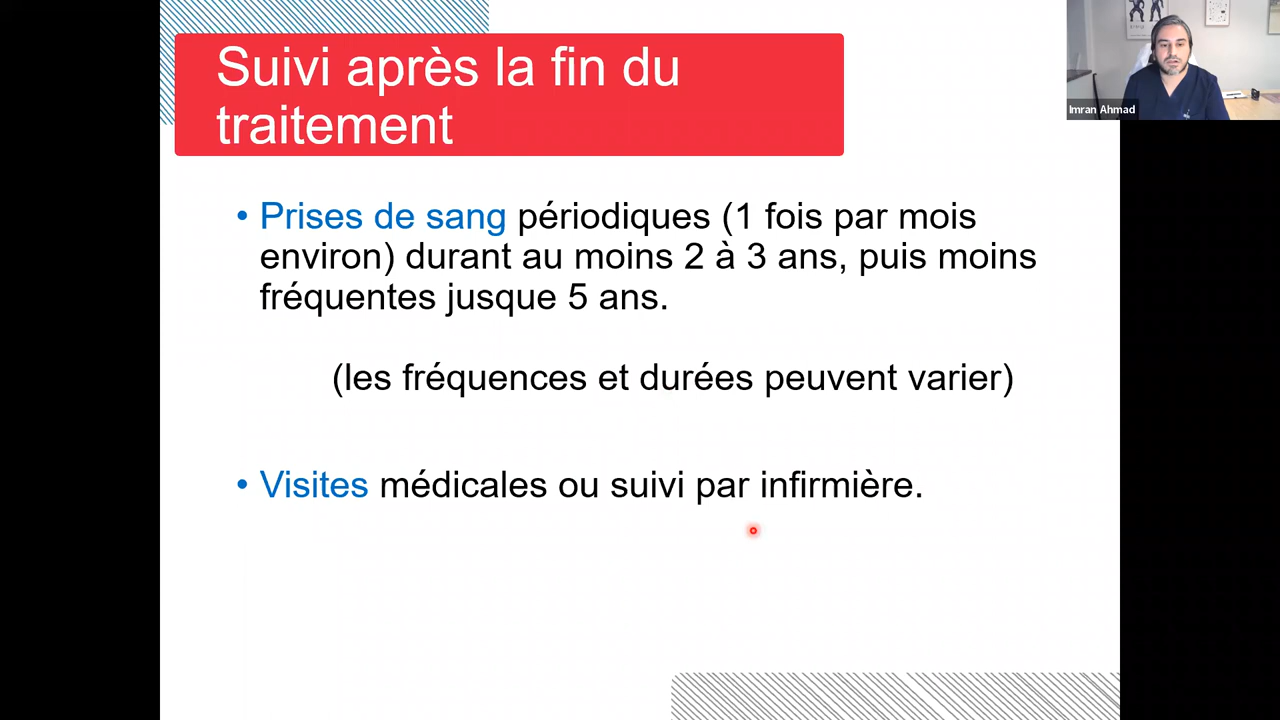 Suivi après la fin du
traitement
Imran Ahmad
• Prises de sang périodiques (1 fois par mois
environ) durant au moins 2 à 3 ans, puis moins
fréquentes jusque 5 ans.
(les fréquences et durées peuvent varier)
• Visites médicales ou suivi par infirmière.